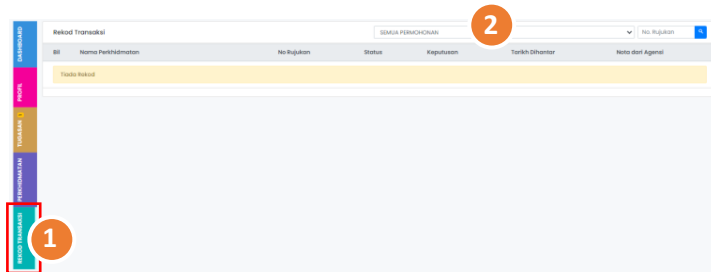 DASHBOARD
PROFIL
TUGASAN
PERKHIDMATAN
REKOD TRANSAKSI
1
Rekod Transaksi
SEMUA PERMOHONAN
2
No. Rujukan
Bil Nama Perkhidmatan No Rujukan Status Keputusan Tarikh Dihantar Nota dari Agensi
Tiada Rekod